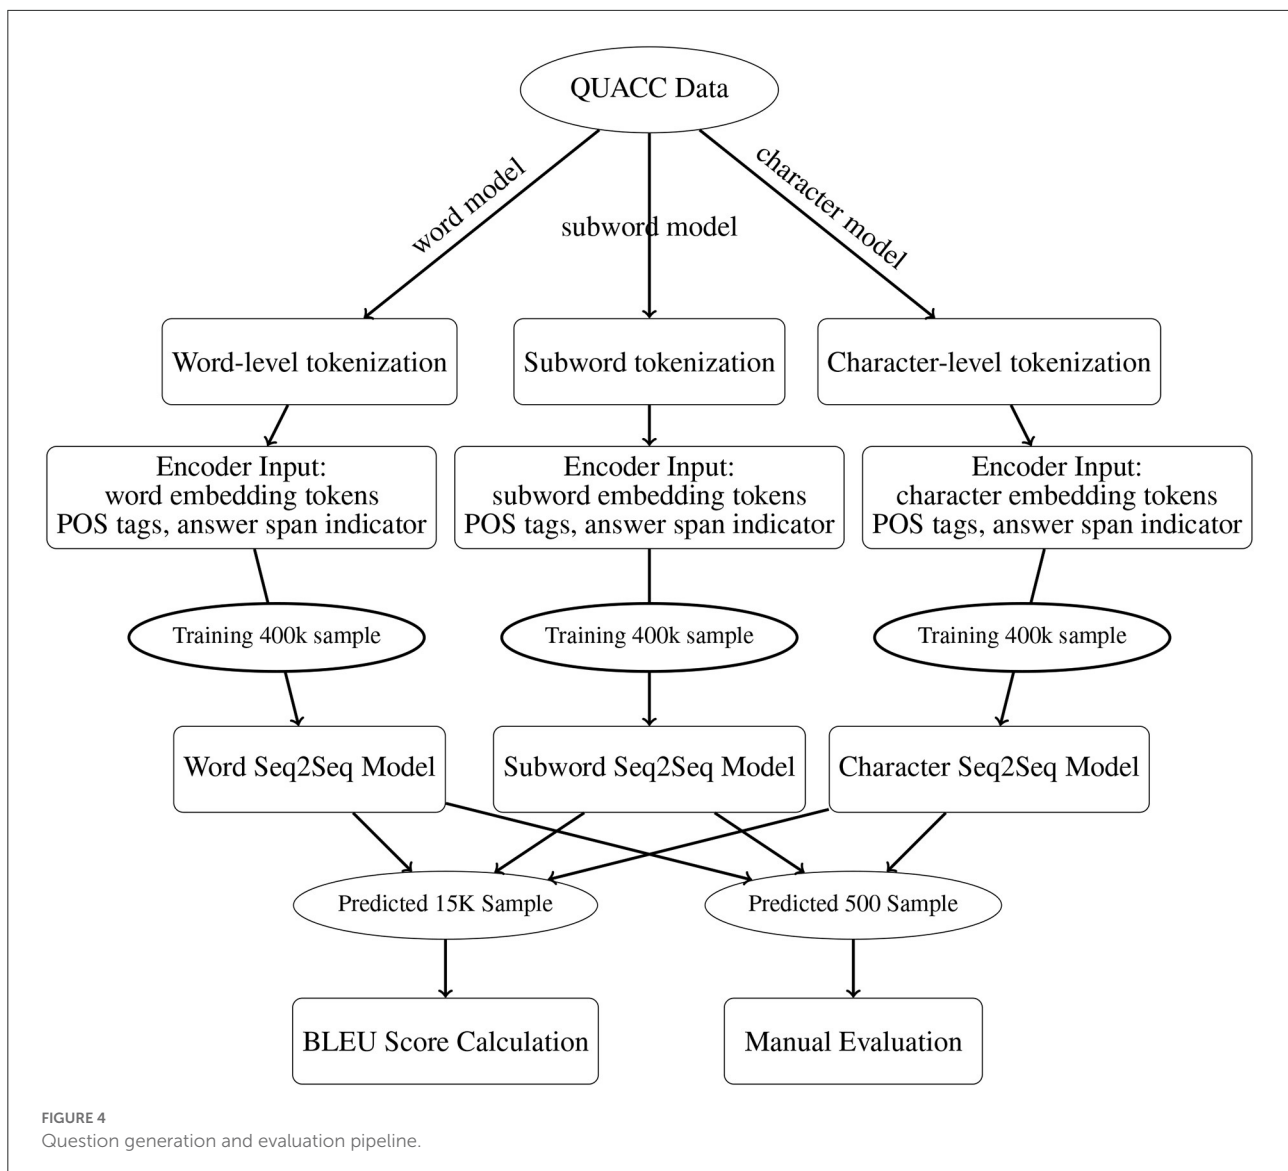 QUACC Data
word model
subword model
character model
Word-level tokenization
Subword tokenization
Character-level tokenization
Encoder Input:
word embedding tokens
POS tags, answer span indicator
Encoder Input:
subword embedding tokens
POS tags, answer span indicator
Encoder Input:
character embedding tokens
POS tags, answer span indicator
Training 400k sample
Training 400k sample
Training 400k sample
Word Seq2Seq Model
Subword Seq2Seq Model
Character Seq2Seq Model
Predicted 15K Sample
Predicted 500 Sample
BLEU Score Calculation
Manual Evaluation
FIGURE 4
Question generation and evaluation pipeline.